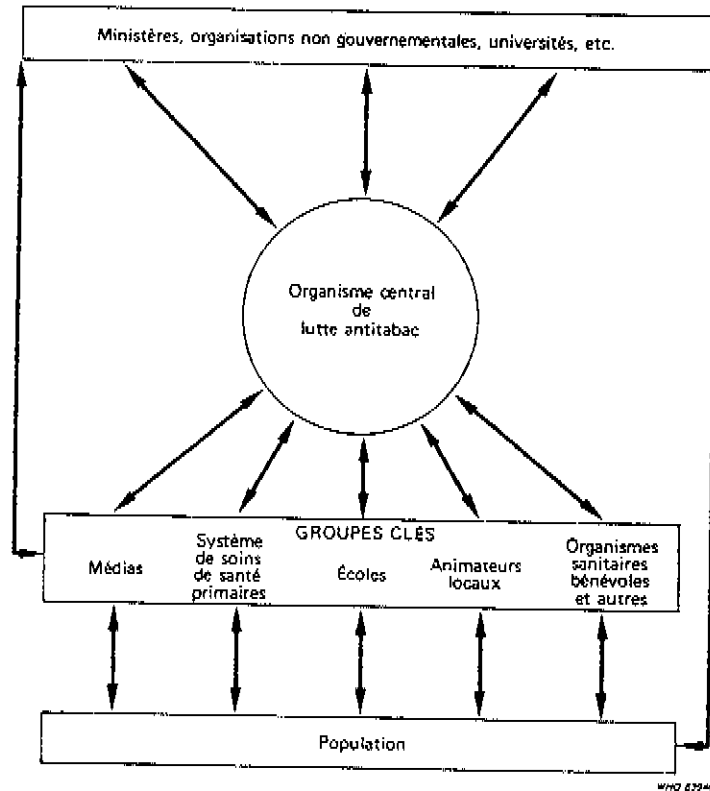 Ministères, organisations non gouvernementales, universités, etc.
Organisme central
de
lutte antitabac
GROUPES CLÉS
Médias
Système
de soins
de santé
primaires
Écoles
Animateurs
locaux
Organismes
sanitaires
bénévoles
et autres
Population